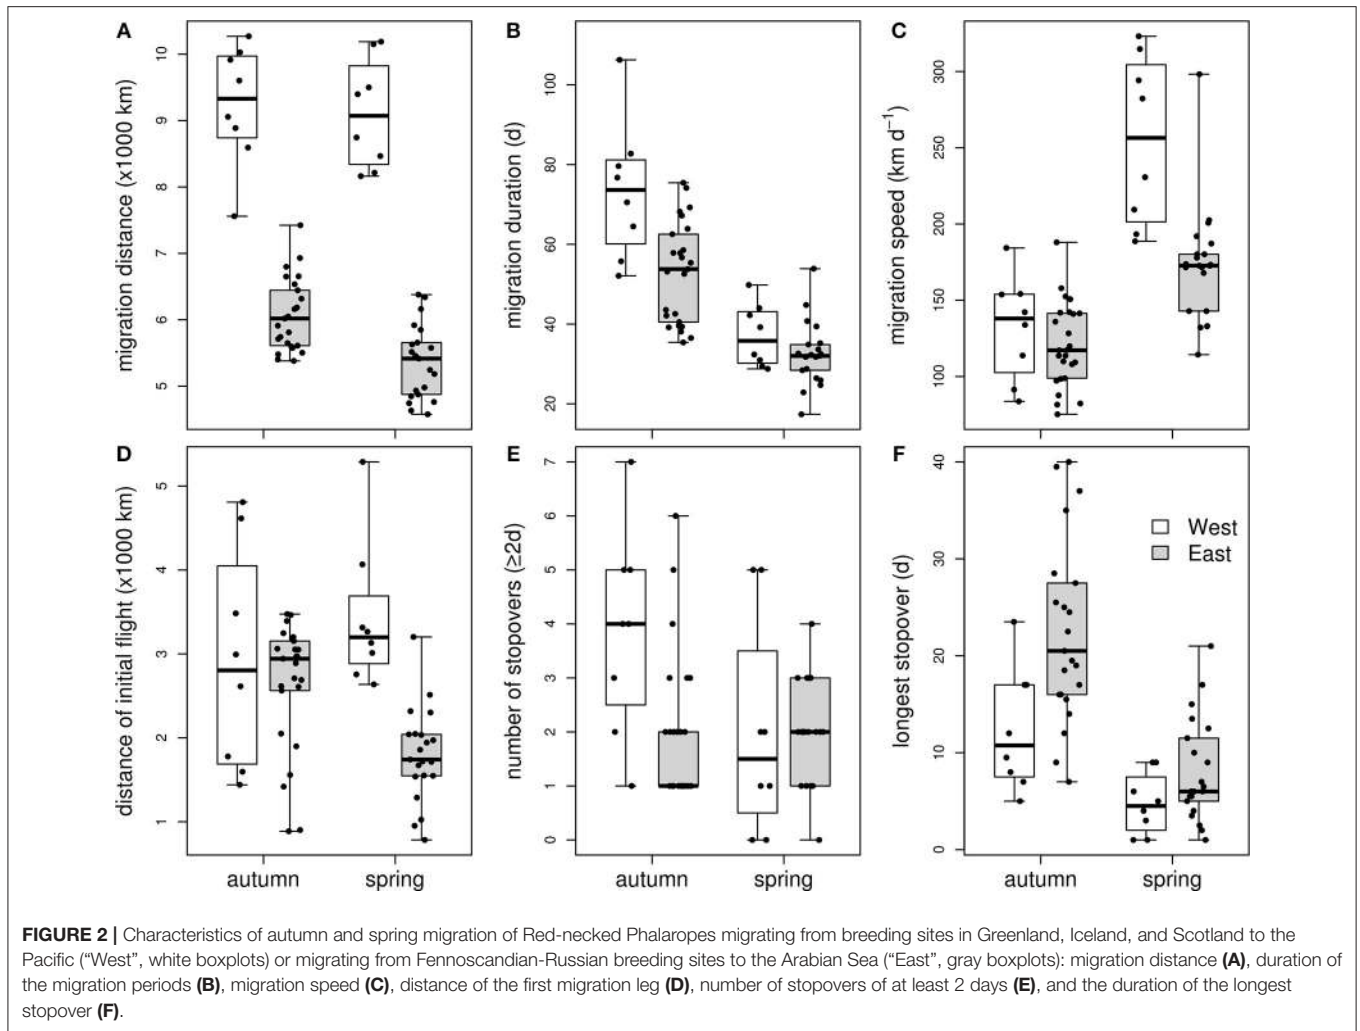 A
B
C
migration distance (x1000 km)
5
6
7
8
9
10
migration duration (d)
20
40
60
80
100
migration speed (km d⁻¹)
100
150
200
250
300
D
E
F
distance of initial flight (x1000 km)
1
2
3
4
5
autumn
spring
number of stopovers (≥2d)
0
1
2
3
4
5
6
7
autumn
spring
longest stopover (d)
0
10
20
30
40
West
East
autumn
spring
FIGURE 2 | Characteristics of autumn and spring migration of Red-necked Phalaropes migrating from breeding sites in Greenland, Iceland, and Scotland to the
Pacific (“West”, white boxplots) or migrating from Fennoscandian-Russian breeding sites to the Arabian Sea (“East”, gray boxplots): migration distance (A), duration of
the migration periods (B), migration speed (C), distance of the first migration leg (D), number of stopovers of at least 2 days (E), and the duration of the longest
stopover (F).